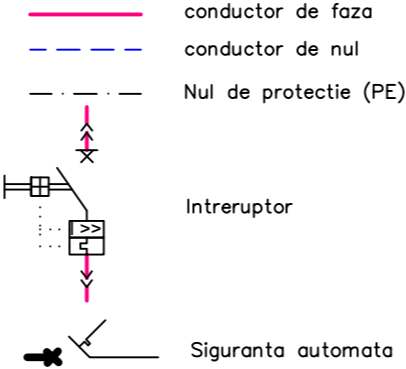 conductor de faza
conductor de nul
Nul de protectie (PE)
Intreruptor
I >>
Siguranta automata